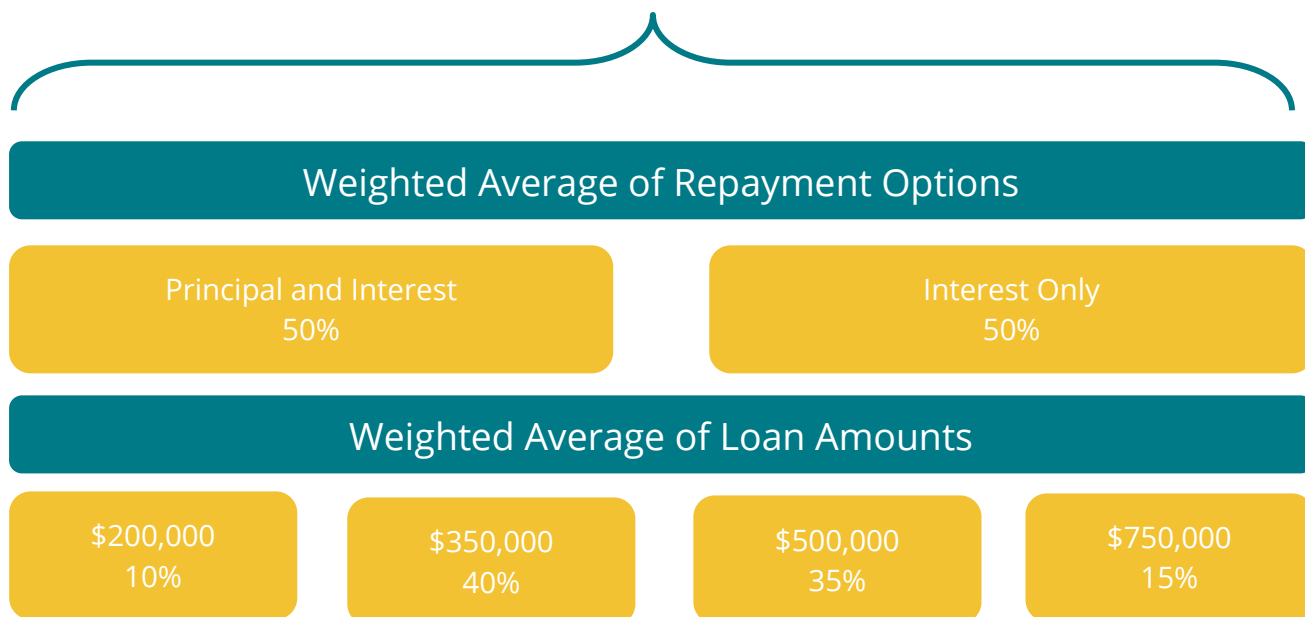 Weighted Average of Repayment Options
Principal and Interest
50%
Interest Only
50%
Weighted Average of Loan Amounts
$200,000
10%
$350,000
40%
$500,000
35%
$750,000
15%